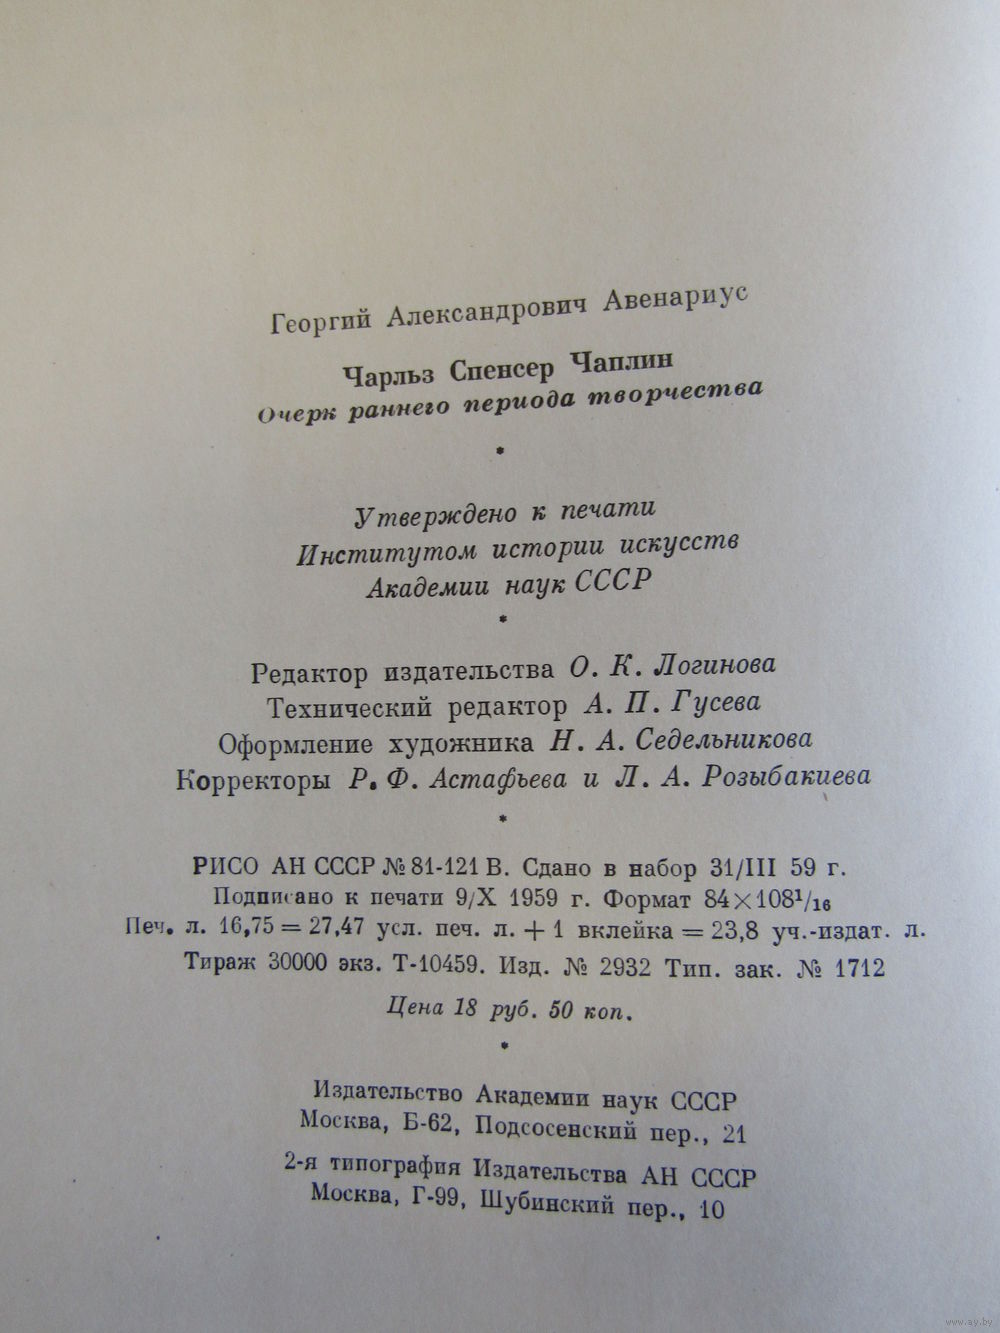 Георгий Александрович Авенариус
Чарльз Спенсер Чаплин
Очерк раннего периода творчества
*
Утверждено к печати
Институтом истории искусств
Академии наук СССР
*
Редактор издательства О. К. Логинова
Технический редактор А. П. Гусева
Оформление художника Н. А. Седельникова
Корректоры Р. Ф. Астафьева и Л. А. Розыбакиева
*
РИСО АН СССР № 81-121 В. Сдано в набор 31/III 59 г.
Подписано к печати 9/X 1959 г. Формат 84×108¹/₁₆
Печ. л. 16,75 = 27,47 усл. печ. л. + 1 вклейка = 23,8 уч.-издат. л.
Тираж 30000 экз. Т-10459. Изд. № 2932 Тип. зак. № 1712
Цена 18 руб. 50 коп.
*
Издательство Академии наук СССР
Москва, Б-62, Подсосенский пер., 21
2-я типография Издательства АН СССР
Москва, Г-99, Шубинский пер., 10
www.ay.by